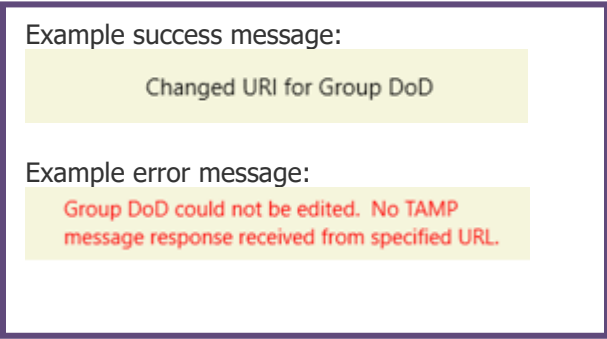 Example success message:
Changed URI for Group DoD
Example error message:
Group DoD could not be edited.  No TAMP
message response received from specified URL.